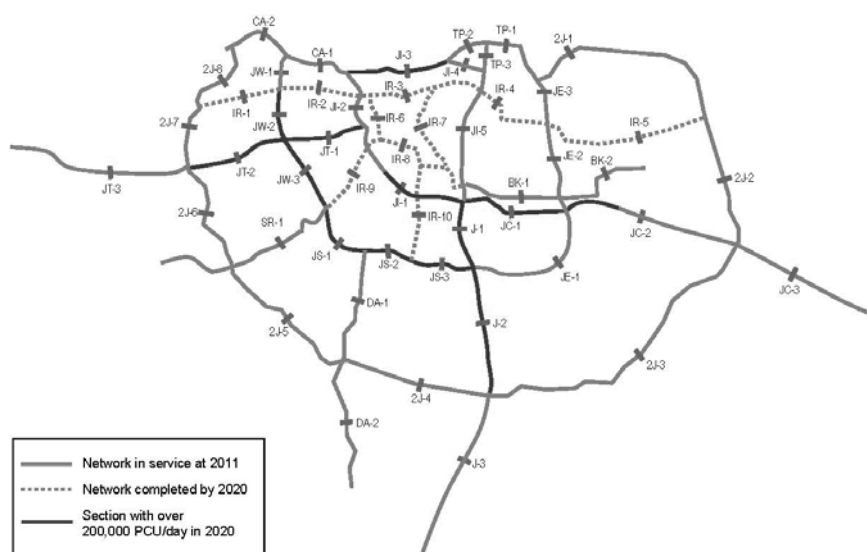 CA-2
TP-2
TP-1
2J-1
CA-1
JI-3
TP-3
2J-8
JW-1
JI-4
IR-3
IR-4
JE-3
IR-1
IR-2
JI-2
IR-6
IR-7
IR-5
2J-7
JW-2
JT-1
JI-5
IR-8
JE-2
BK-2
JT-3
JT-2
JW-3
IR-9
2J-2
JI-1
BK-1
2J-6
SR-1
IR-10
J-1
JC-1
JC-2
JS-1
JS-2
JS-3
JE-1
JC-3
DA-1
2J-5
J-2
2J-3
2J-4
DA-2
J-3
Network in service at 2011
Network completed by 2020
Section with over
200,000 PCU/day in 2020